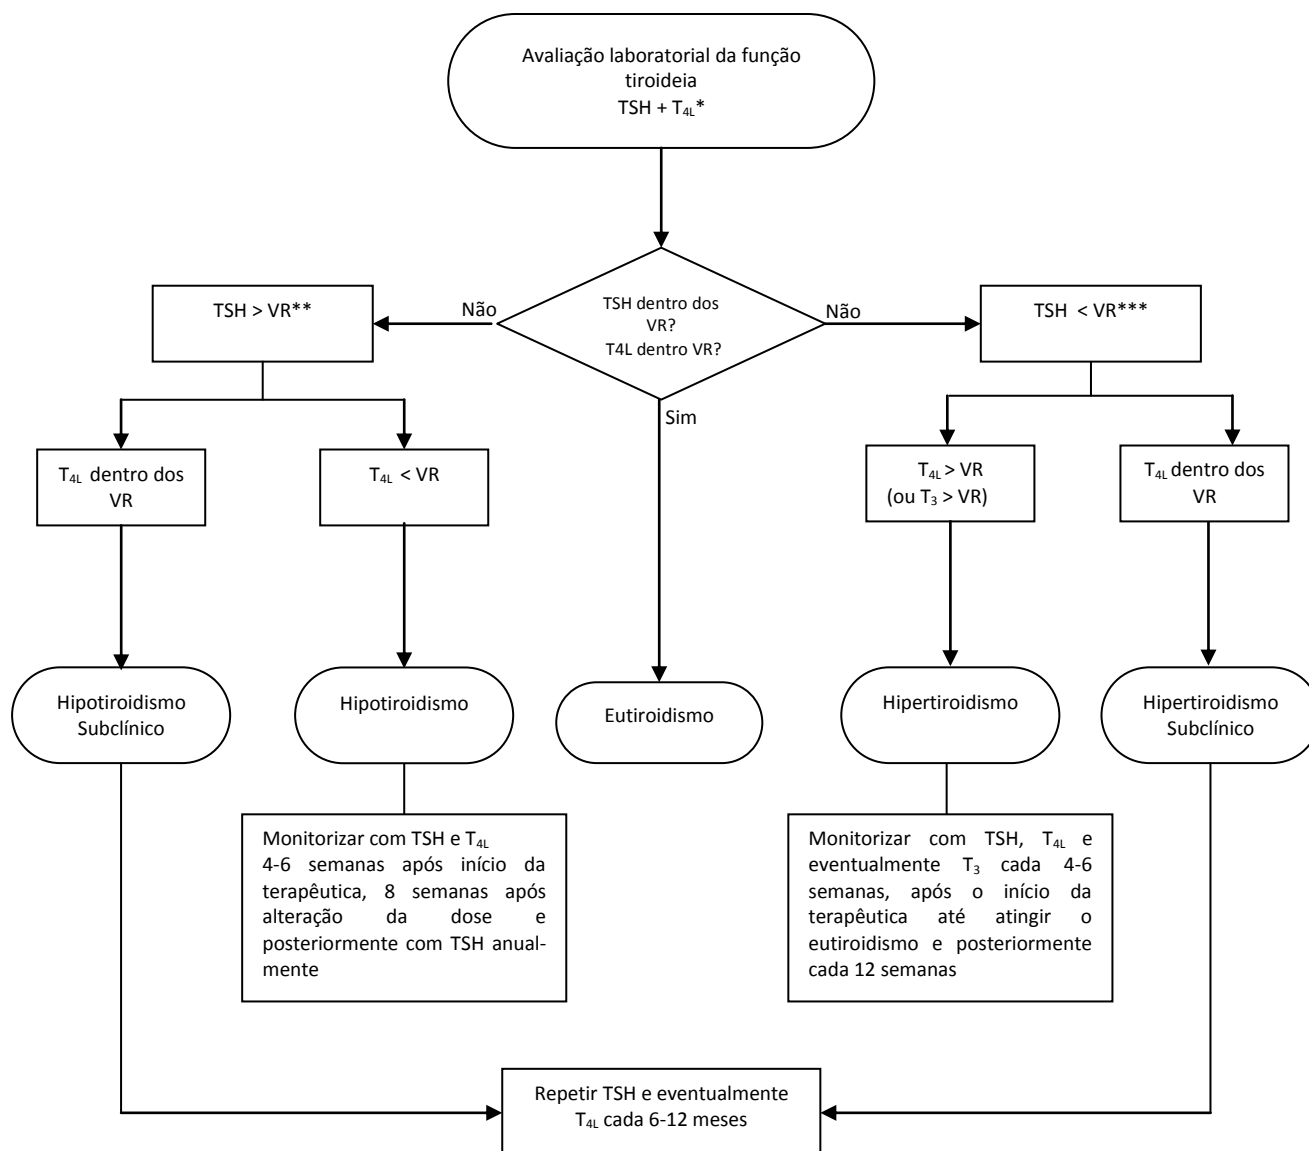 Avaliação laboratorial da função
tiroideia
TSH + T4L*
TSH > VR**
Não
TSH dentro dos
VR?
T4L dentro VR?
Não
TSH < VR***
Sim
T4L dentro dos
VR
T4L < VR
T4L > VR
(ou T3 > VR)
T4L dentro dos
VR
Hipotiroidismo
Subclínico
Hipotiroidismo
Eutiroidismo
Hipertiroidismo
Hipertiroidismo
Subclínico
Monitorizar com TSH e T4L
4-6 semanas após início da
terapêutica, 8 semanas após
alteração da dose e
posteriormente com TSH anual-
mente
Monitorizar com TSH, T4L e
eventualmente T3 cada 4-6
semanas, após o início da
terapêutica até atingir o
eutiroidismo e posteriormente
cada 12 semanas
Repetir TSH e eventualmente
T4L cada 6-12 meses